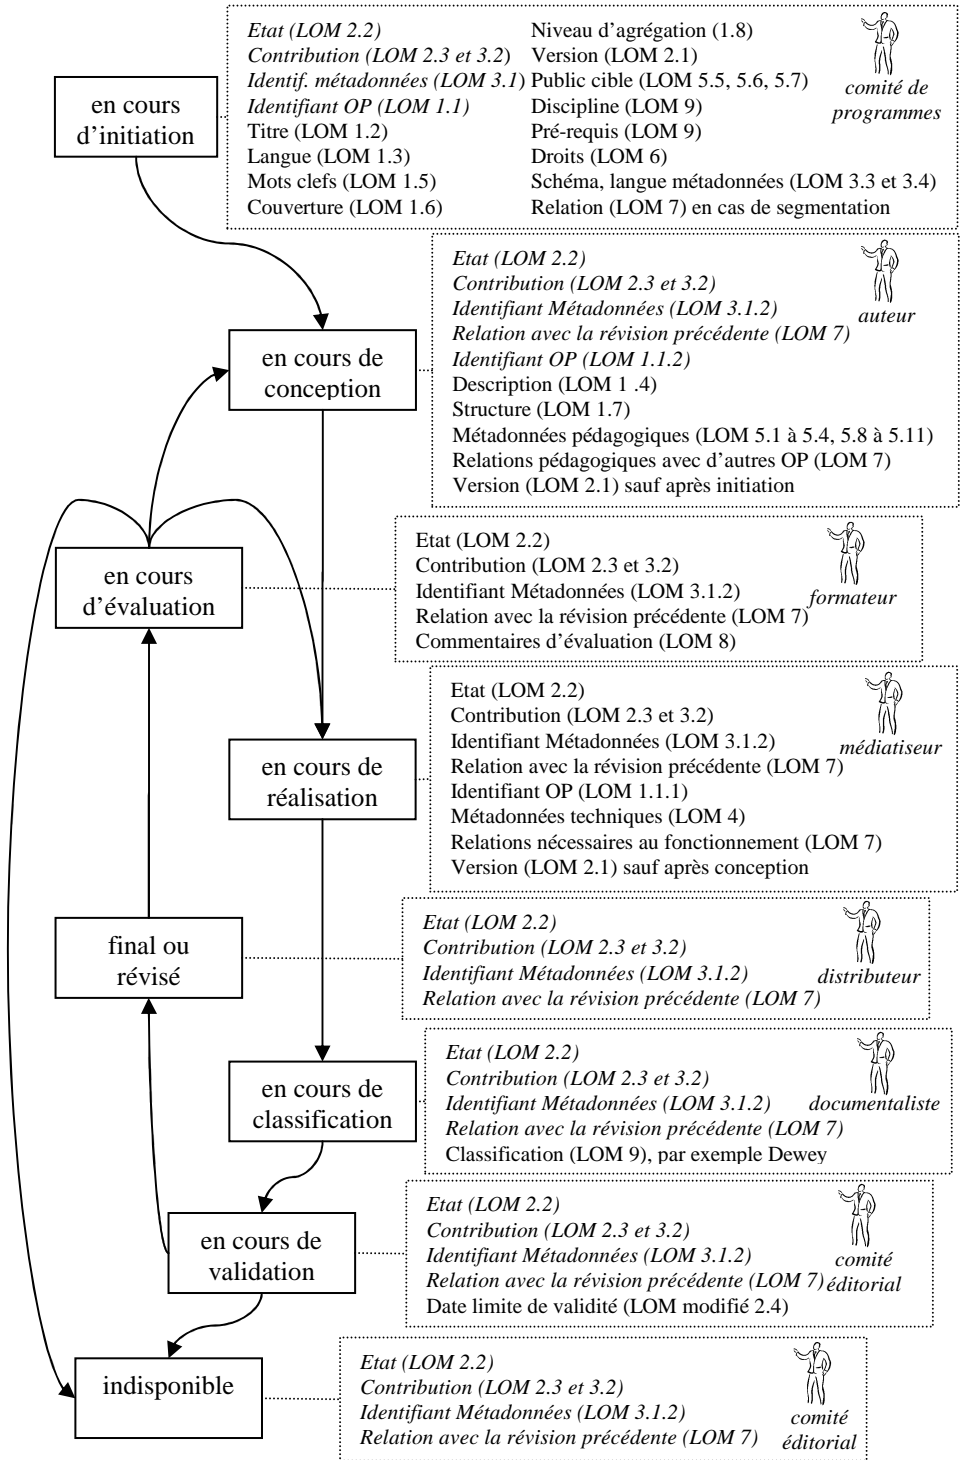 en cours
d'initiation
Etat (LOM 2.2)
Contribution (LOM 2.3 et 3.2)
Identif. métadonnées (LOM 3.1)
Identifiant OP (LOM 1.1)
Titre (LOM 1.2)
Langue (LOM 1.3)
Mots clefs (LOM 1.5)
Couverture (LOM 1.6)
Niveau d'agrégation (1.8)
Version (LOM 2.1)
Public cible (LOM 5.5, 5.6, 5.7)
Discipline (LOM 9)
Pré-requis (LOM 9)
Droits (LOM 6)
Schéma, langue métadonnées (LOM 3.3 et 3.4)
Relation (LOM 7) en cas de segmentation
comité de
programmes
en cours de
conception
Etat (LOM 2.2)
Contribution (LOM 2.3 et 3.2)
Identifiant Métadonnées (LOM 3.1.2)
Relation avec la révision précédente (LOM 7)
Identifiant OP (LOM 1.1.2)
Description (LOM 1 .4)
Structure (LOM 1.7)
Métadonnées pédagogiques (LOM 5.1 à 5.4, 5.8 à 5.11)
Relations pédagogiques avec d'autres OP (LOM 7)
Version (LOM 2.1) sauf après initiation
auteur
en cours
d'évaluation
Etat (LOM 2.2)
Contribution (LOM 2.3 et 3.2)
Identifiant Métadonnées (LOM 3.1.2)
Relation avec la révision précédente (LOM 7)
Commentaires d'évaluation (LOM 8)
formateur
en cours de
réalisation
Etat (LOM 2.2)
Contribution (LOM 2.3 et 3.2)
Identifiant Métadonnées (LOM 3.1.2)
Relation avec la révision précédente (LOM 7)
Identifiant OP (LOM 1.1.1)
Métadonnées techniques (LOM 4)
Relations nécessaires au fonctionnement (LOM 7)
Version (LOM 2.1) sauf après conception
médiatiseur
final ou
révisé
Etat (LOM 2.2)
Contribution (LOM 2.3 et 3.2)
Identifiant Métadonnées (LOM 3.1.2)
Relation avec la révision précédente (LOM 7)
distributeur
en cours de
classification
Etat (LOM 2.2)
Contribution (LOM 2.3 et 3.2)
Identifiant Métadonnées (LOM 3.1.2)
Relation avec la révision précédente (LOM 7)
Classification (LOM 9), par exemple Dewey
documentaliste
en cours de
validation
Etat (LOM 2.2)
Contribution (LOM 2.3 et 3.2)
Identifiant Métadonnées (LOM 3.1.2)
Relation avec la révision précédente (LOM 7)
Date limite de validité (LOM modifié 2.4)
comité
éditorial
indisponible
Etat (LOM 2.2)
Contribution (LOM 2.3 et 3.2)
Identifiant Métadonnées (LOM 3.1.2)
Relation avec la révision précédente (LOM 7)
comité
éditorial